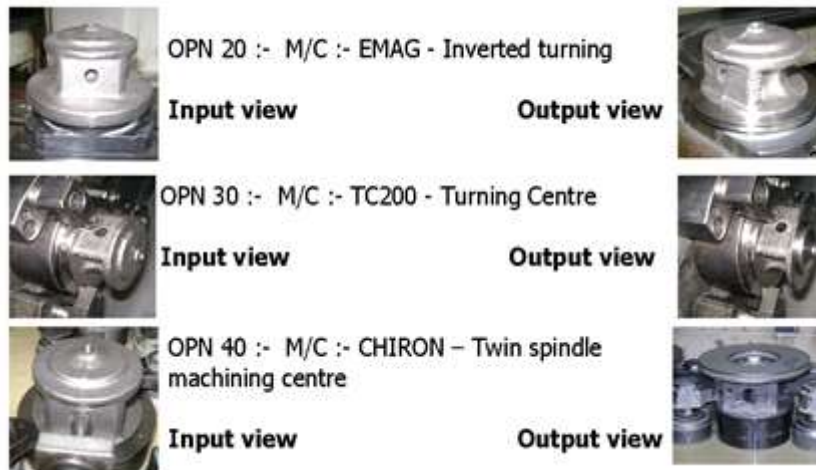 OPN 20 :- M/C :- EMAG - Inverted turning
Input view
Output view
OPN 30 :- M/C :- TC200 - Turning Centre
Input view
Output view
OPN 40 :- M/C :- CHIRON – Twin spindle
machining centre
Input view
Output view